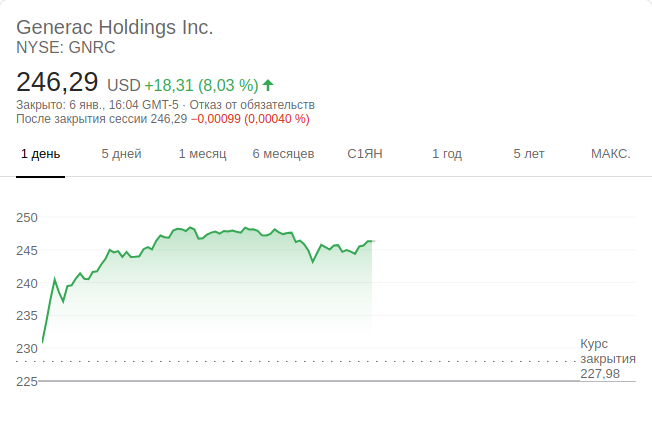 Generac Holdings Inc.
NYSE: GNRC
246,29 USD +18,31 (8,03 %)
Закрыто: 6 янв., 16:04 GMT-5 · Отказ от обязательств
После закрытия сессии 246,29 −0,00099 (0,00040 %)
1 день 5 дней 1 месяц 6 месяцев С1ЯН 1 год 5 лет МАКС.
250
245
240
235
230
225
Курс
закрытия
227,98